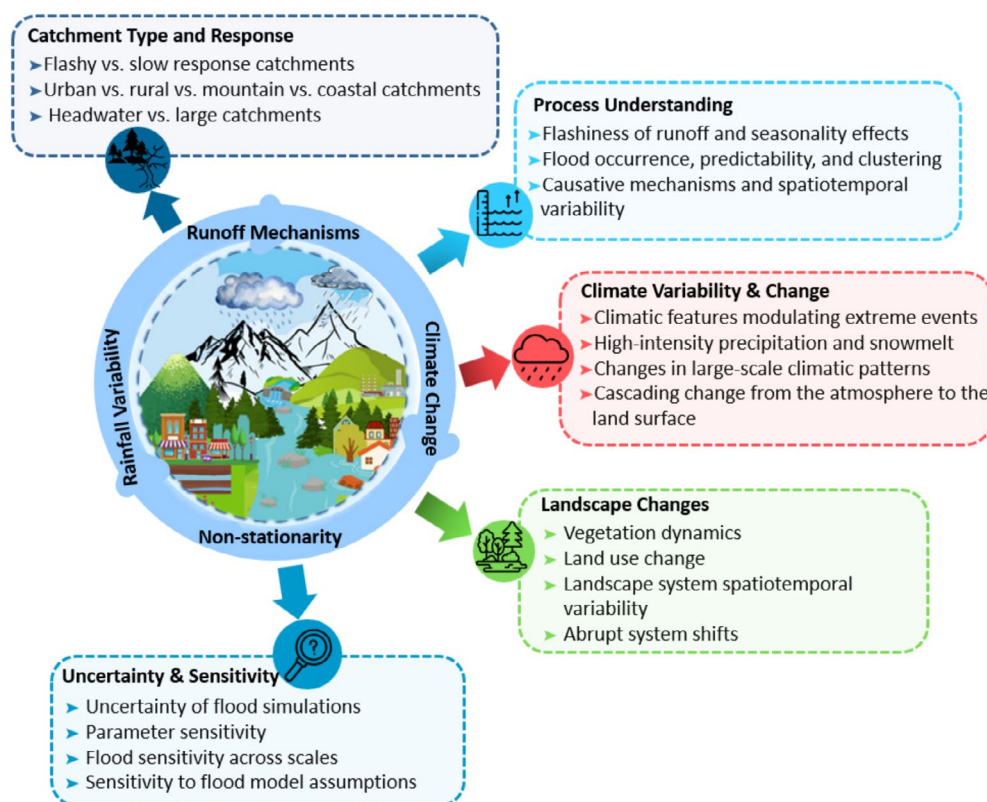 Catchment Type and Response
➤Flashy vs. slow response catchments
➤Urban vs. rural vs. mountain vs. coastal catchments
➤ Headwater vs. large catchments
Process Understanding
➤Flashiness of runoff and seasonality effects
➤Flood occurrence, predictability, and clustering
➤Causative mechanisms and spatiotemporal
variability
Runoff Mechanisms
Rainfall Variability
Climate Change
Non-stationarity
Climate Variability & Change
➤Climatic features modulating extreme events
➤High-intensity precipitation and snowmelt
➤Changes in large-scale climatic patterns
➤Cascading change from the atmosphere to the
land surface
Landscape Changes
➤ Vegetation dynamics
➤ Land use change
➤ Landscape system spatiotemporal
variability
➤ Abrupt system shifts
?
Uncertainty & Sensitivity
➤ Uncertainty of flood simulations
➤ Parameter sensitivity
➤ Flood sensitivity across scales
➤ Sensitivity to flood model assumptions